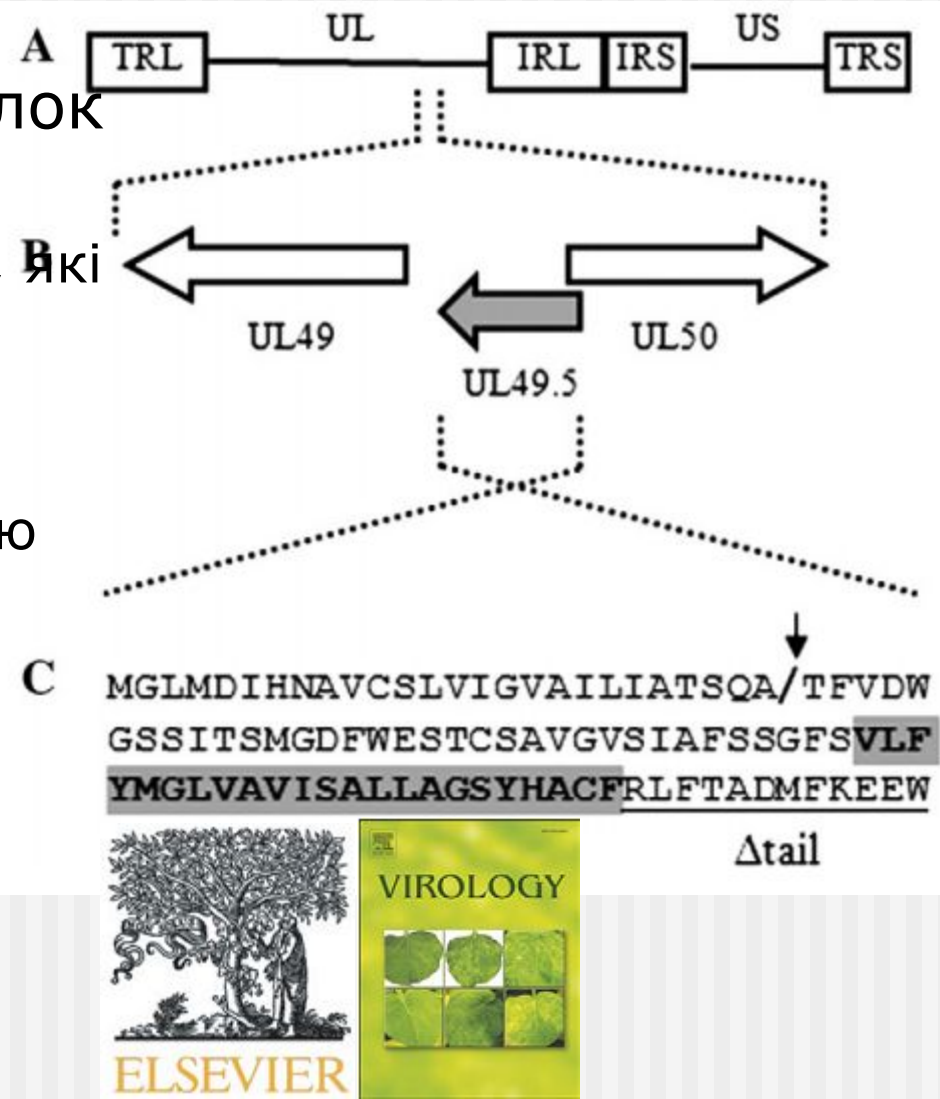 A
UL
US
TRL
IRL
IRS
TRS
лок
B
які
UL49
UL50
UL49.5
ю
C
MGLMDIHNAVCSLVIGVAILIATSQA/TFVDW
GSSITSMGDFWESTCSAVGVSIAFSSGFSVLF
YMGLVAVISALLAGSYHACFRLFTADMFKEEW
Δtail
VIROLOGY
ELSEVIER